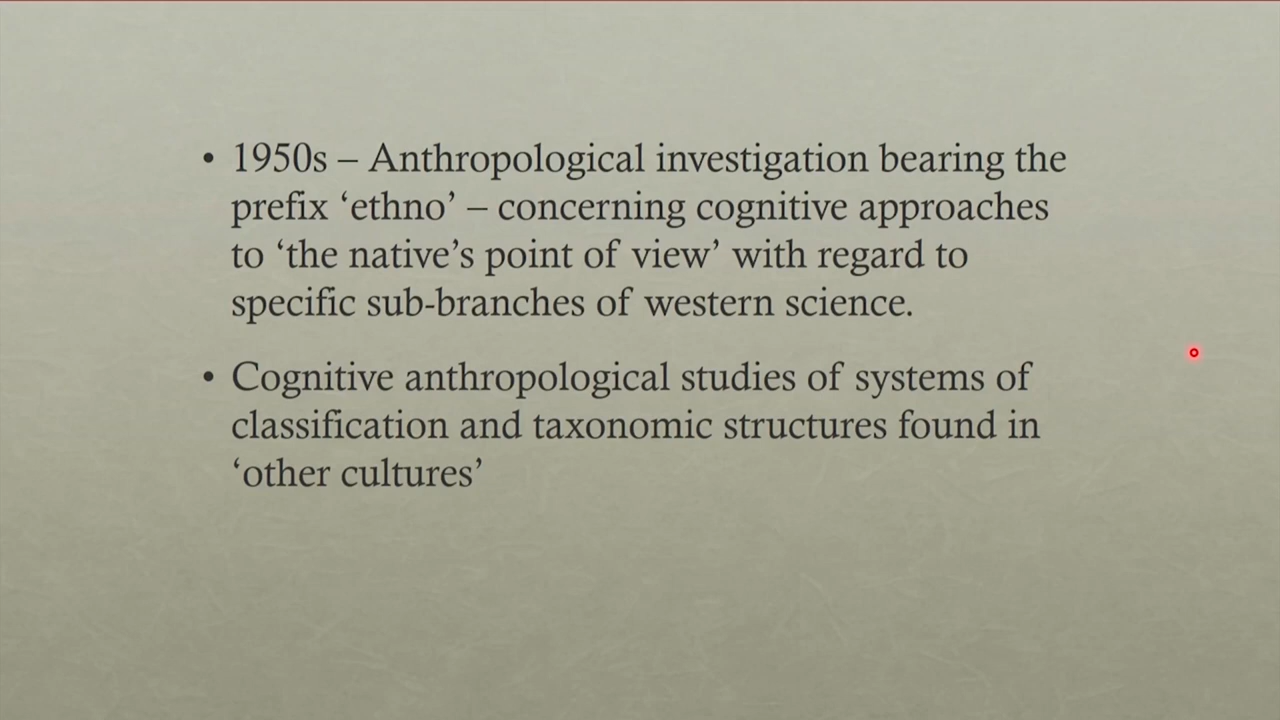 • 1950s – Anthropological investigation bearing the
prefix ‘ethno’ – concerning cognitive approaches
to ‘the native’s point of view’ with regard to
specific sub-branches of western science.
• Cognitive anthropological studies of systems of
classification and taxonomic structures found in
‘other cultures’